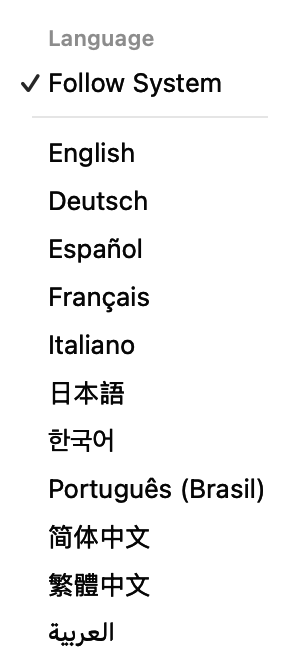 Language
✓ Follow System
English
Deutsch
Español
Français
Italiano
日本語
한국어
Português (Brasil)
简体中文
繁體中文
العربية